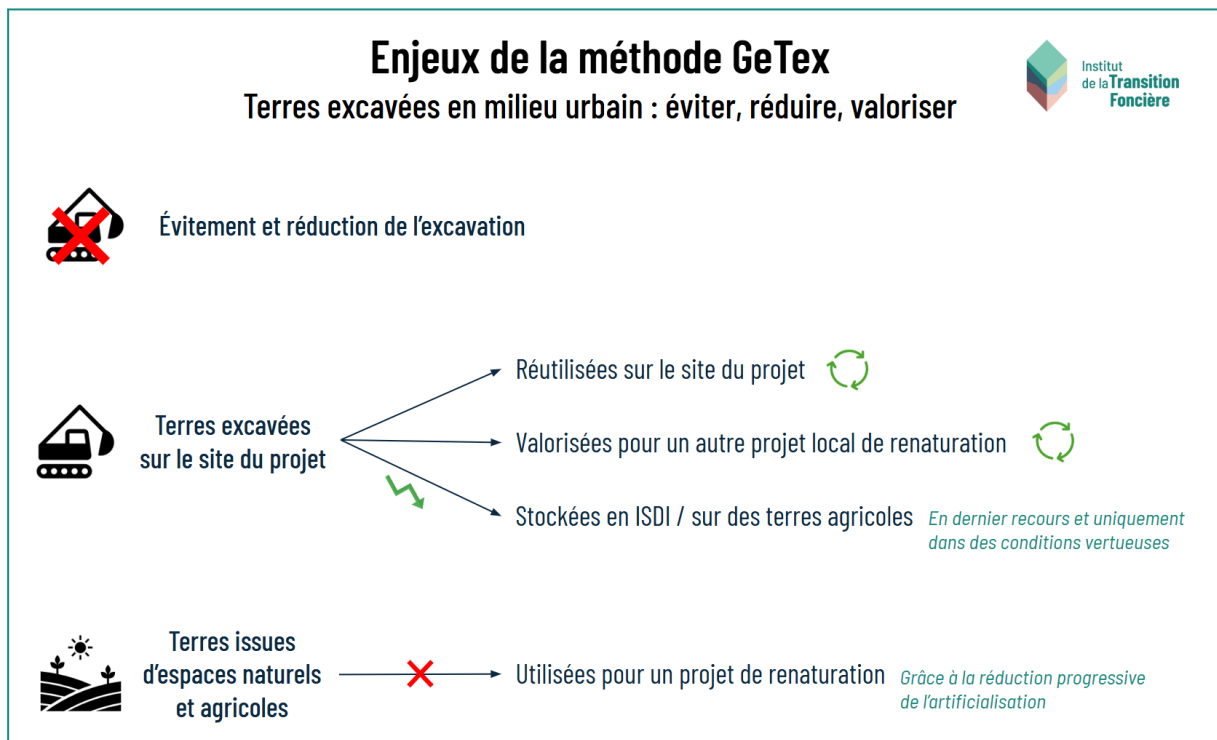 Enjeux de la méthode GeTex
Terres excavées en milieu urbain : éviter, réduire, valoriser
Institut
de la Transition
Foncière
Évitement et réduction de l'excavation
Terres excavées
sur le site du projet
Réutilisées sur le site du projet
Valorisées pour un autre projet local de renaturation
Stockées en ISDI / sur des terres agricoles
En dernier recours et uniquement
dans des conditions vertueuses
Terres issues
d'espaces naturels
et agricoles
Utilisées pour un projet de renaturation
Grâce à la réduction progressive
de l'artificialisation